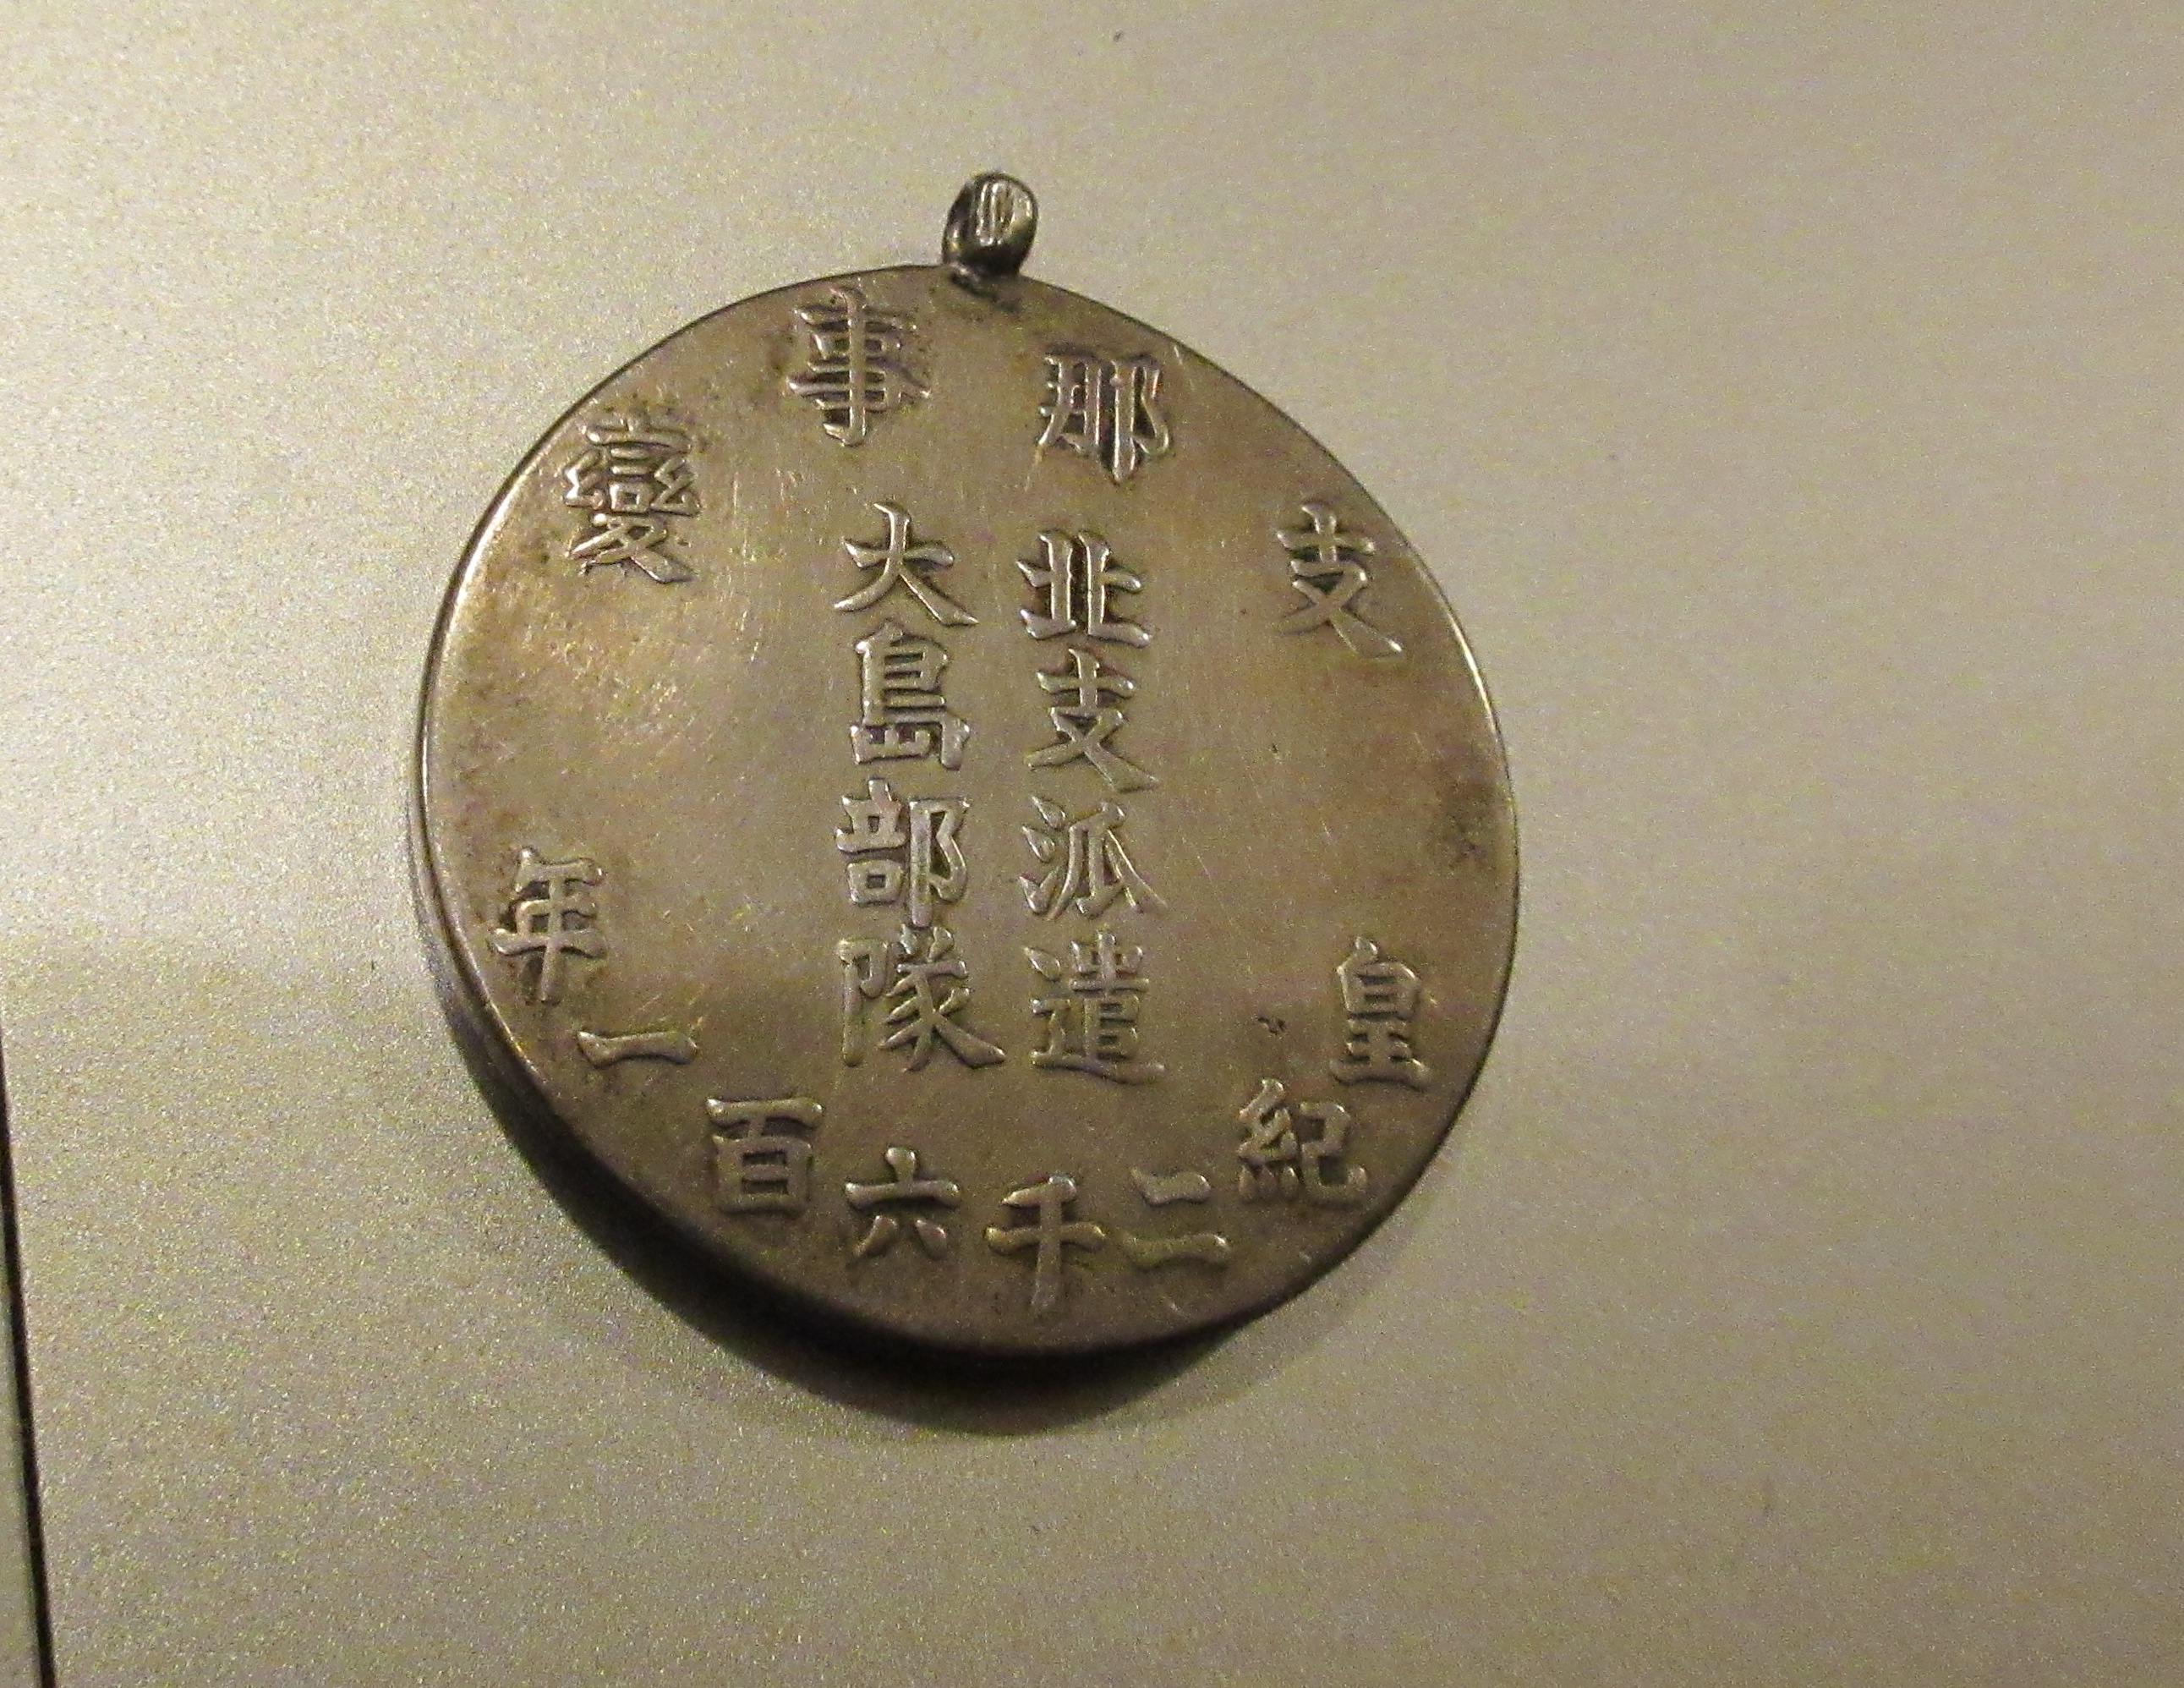 支那事變
北支派遣
大島部隊
皇紀二千六百一年